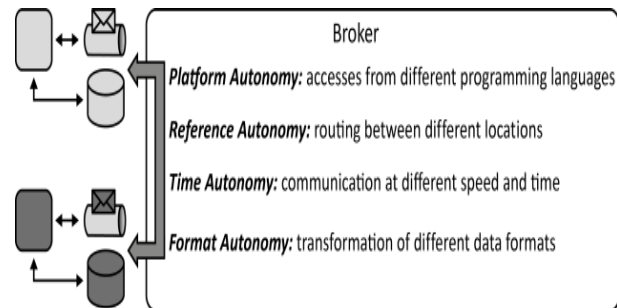 Broker
Platform Autonomy: accesses from different programming languages
Reference Autonomy: routing between different locations
Time Autonomy: communication at different speed and time
Format Autonomy: transformation of different data formats